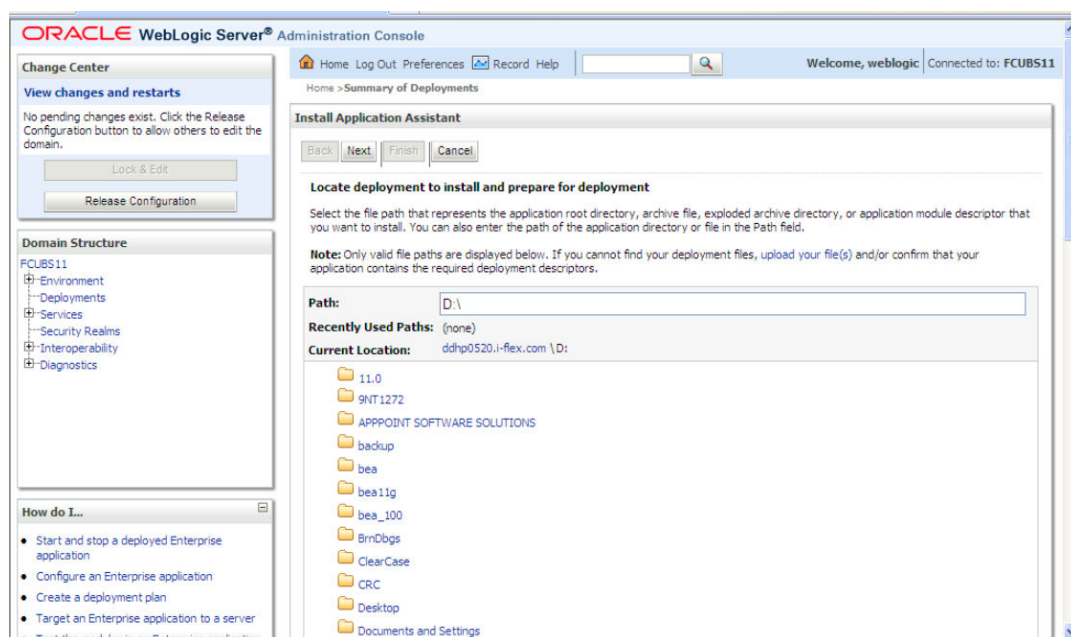 ORACLE WebLogic Server® Administration Console
Change Center
View changes and restarts
No pending changes exist. Click the Release
Configuration button to allow others to edit the
domain.
Lock & Edit
Release Configuration
Domain Structure
FCUBS11
Environment
Deployments
Services
Security Realms
Interoperability
Diagnostics
How do I...
Start and stop a deployed Enterprise
application
Configure an Enterprise application
Create a deployment plan
Target an Enterprise application to a server
Test the modules in an Enterprise application
Home Log Out Preferences Record Help
Welcome, weblogic Connected to: FCUBS11
Home >Summary of Deployments
Install Application Assistant
Back Next Finish Cancel
Locate deployment to install and prepare for deployment
Select the file path that represents the application root directory, archive file, exploded archive directory, or application module descriptor that
you want to install. You can also enter the path of the application directory or file in the Path field.
Note: Only valid file paths are displayed below. If you cannot find your deployment files, upload your file(s) and/or confirm that your
application contains the required deployment descriptors.
Path: D:\
Recently Used Paths: (none)
Current Location: ddhp0520.i-flex.com \D:
11.0
9NT1272
APPPOINT SOFTWARE SOLUTIONS
backup
bea
bea11g
bea_100
BrnDbgs
ClearCase
CRC
Desktop
Documents and Settings